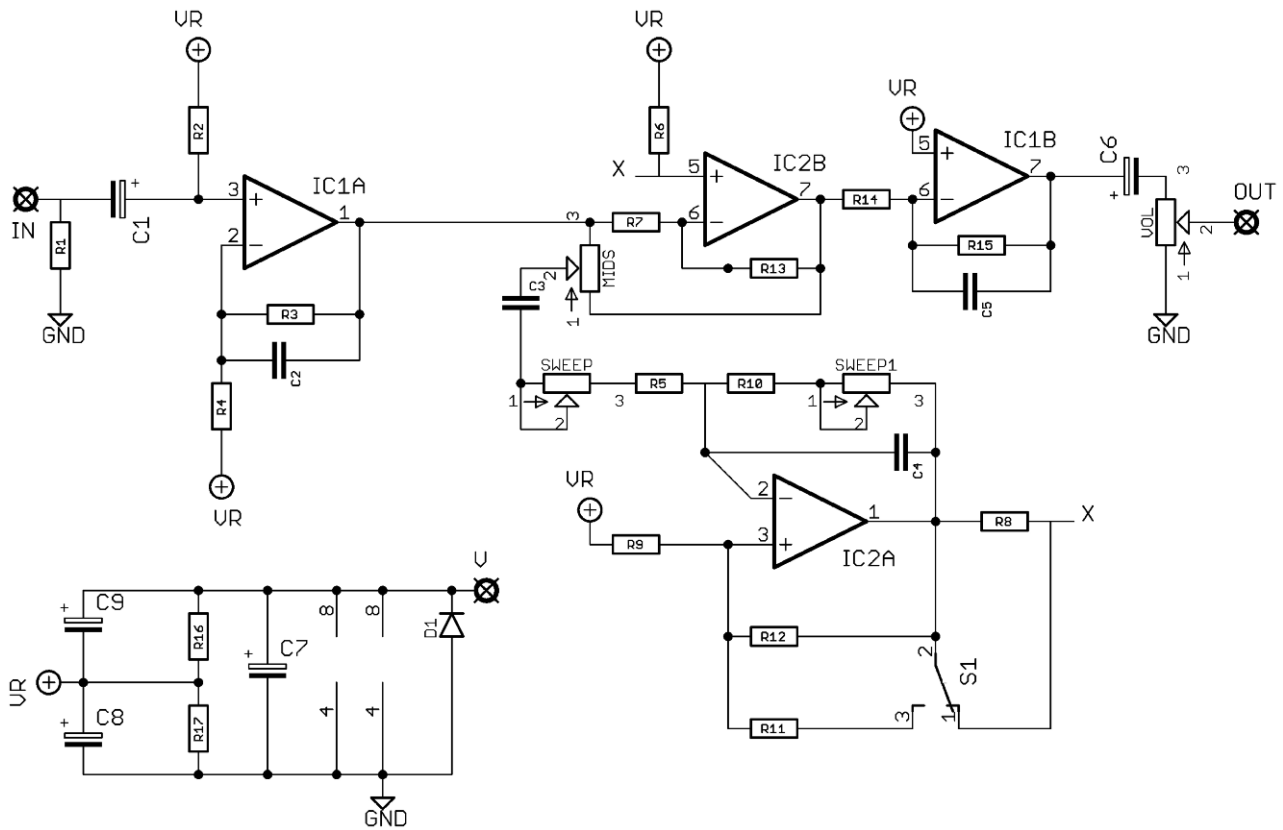 VR
VR
VR
R2
R6
X
5
+
IC2B
7
-
6
5
+
IC1B
7
-
6
C6
+
3
OUT
IN
C1
+
3
+
IC1A
1
2
-
R1
GND
3
R7
R14
R15
C5
VOL
2
1
GND
MIDS
2
1
R13
C3
R3
C2
R4
VR
SWEEP
1
2
3
R5
R10
SWEEP1
1
2
3
C4
VR
R9
2
-
3
+
1
IC2A
R8
X
R12
R11
2
S1
3
1
V
C9
+
R16
C7
+
8
8
D1
VR
C8
+
R17
4
4
GND